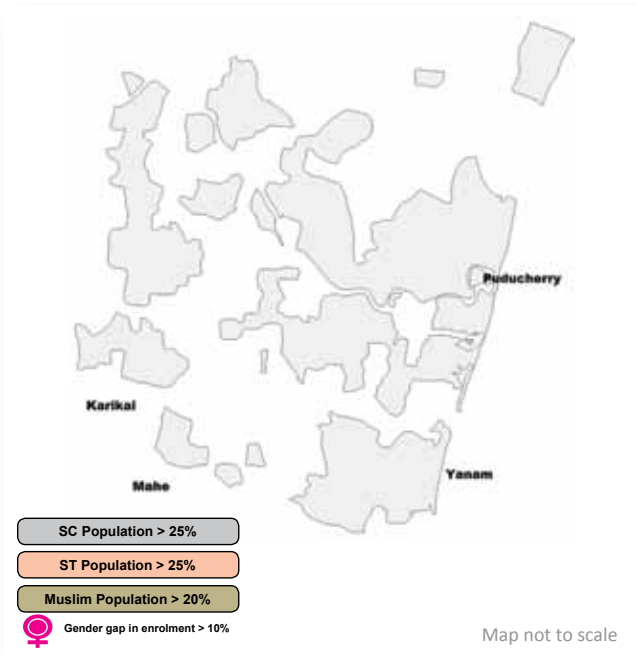 Puducherry
Karikal
Mahe
Yanam
SC Population > 25%
ST Population > 25%
Muslim Population > 20%
Gender gap in enrolment > 10%
Map not to scale